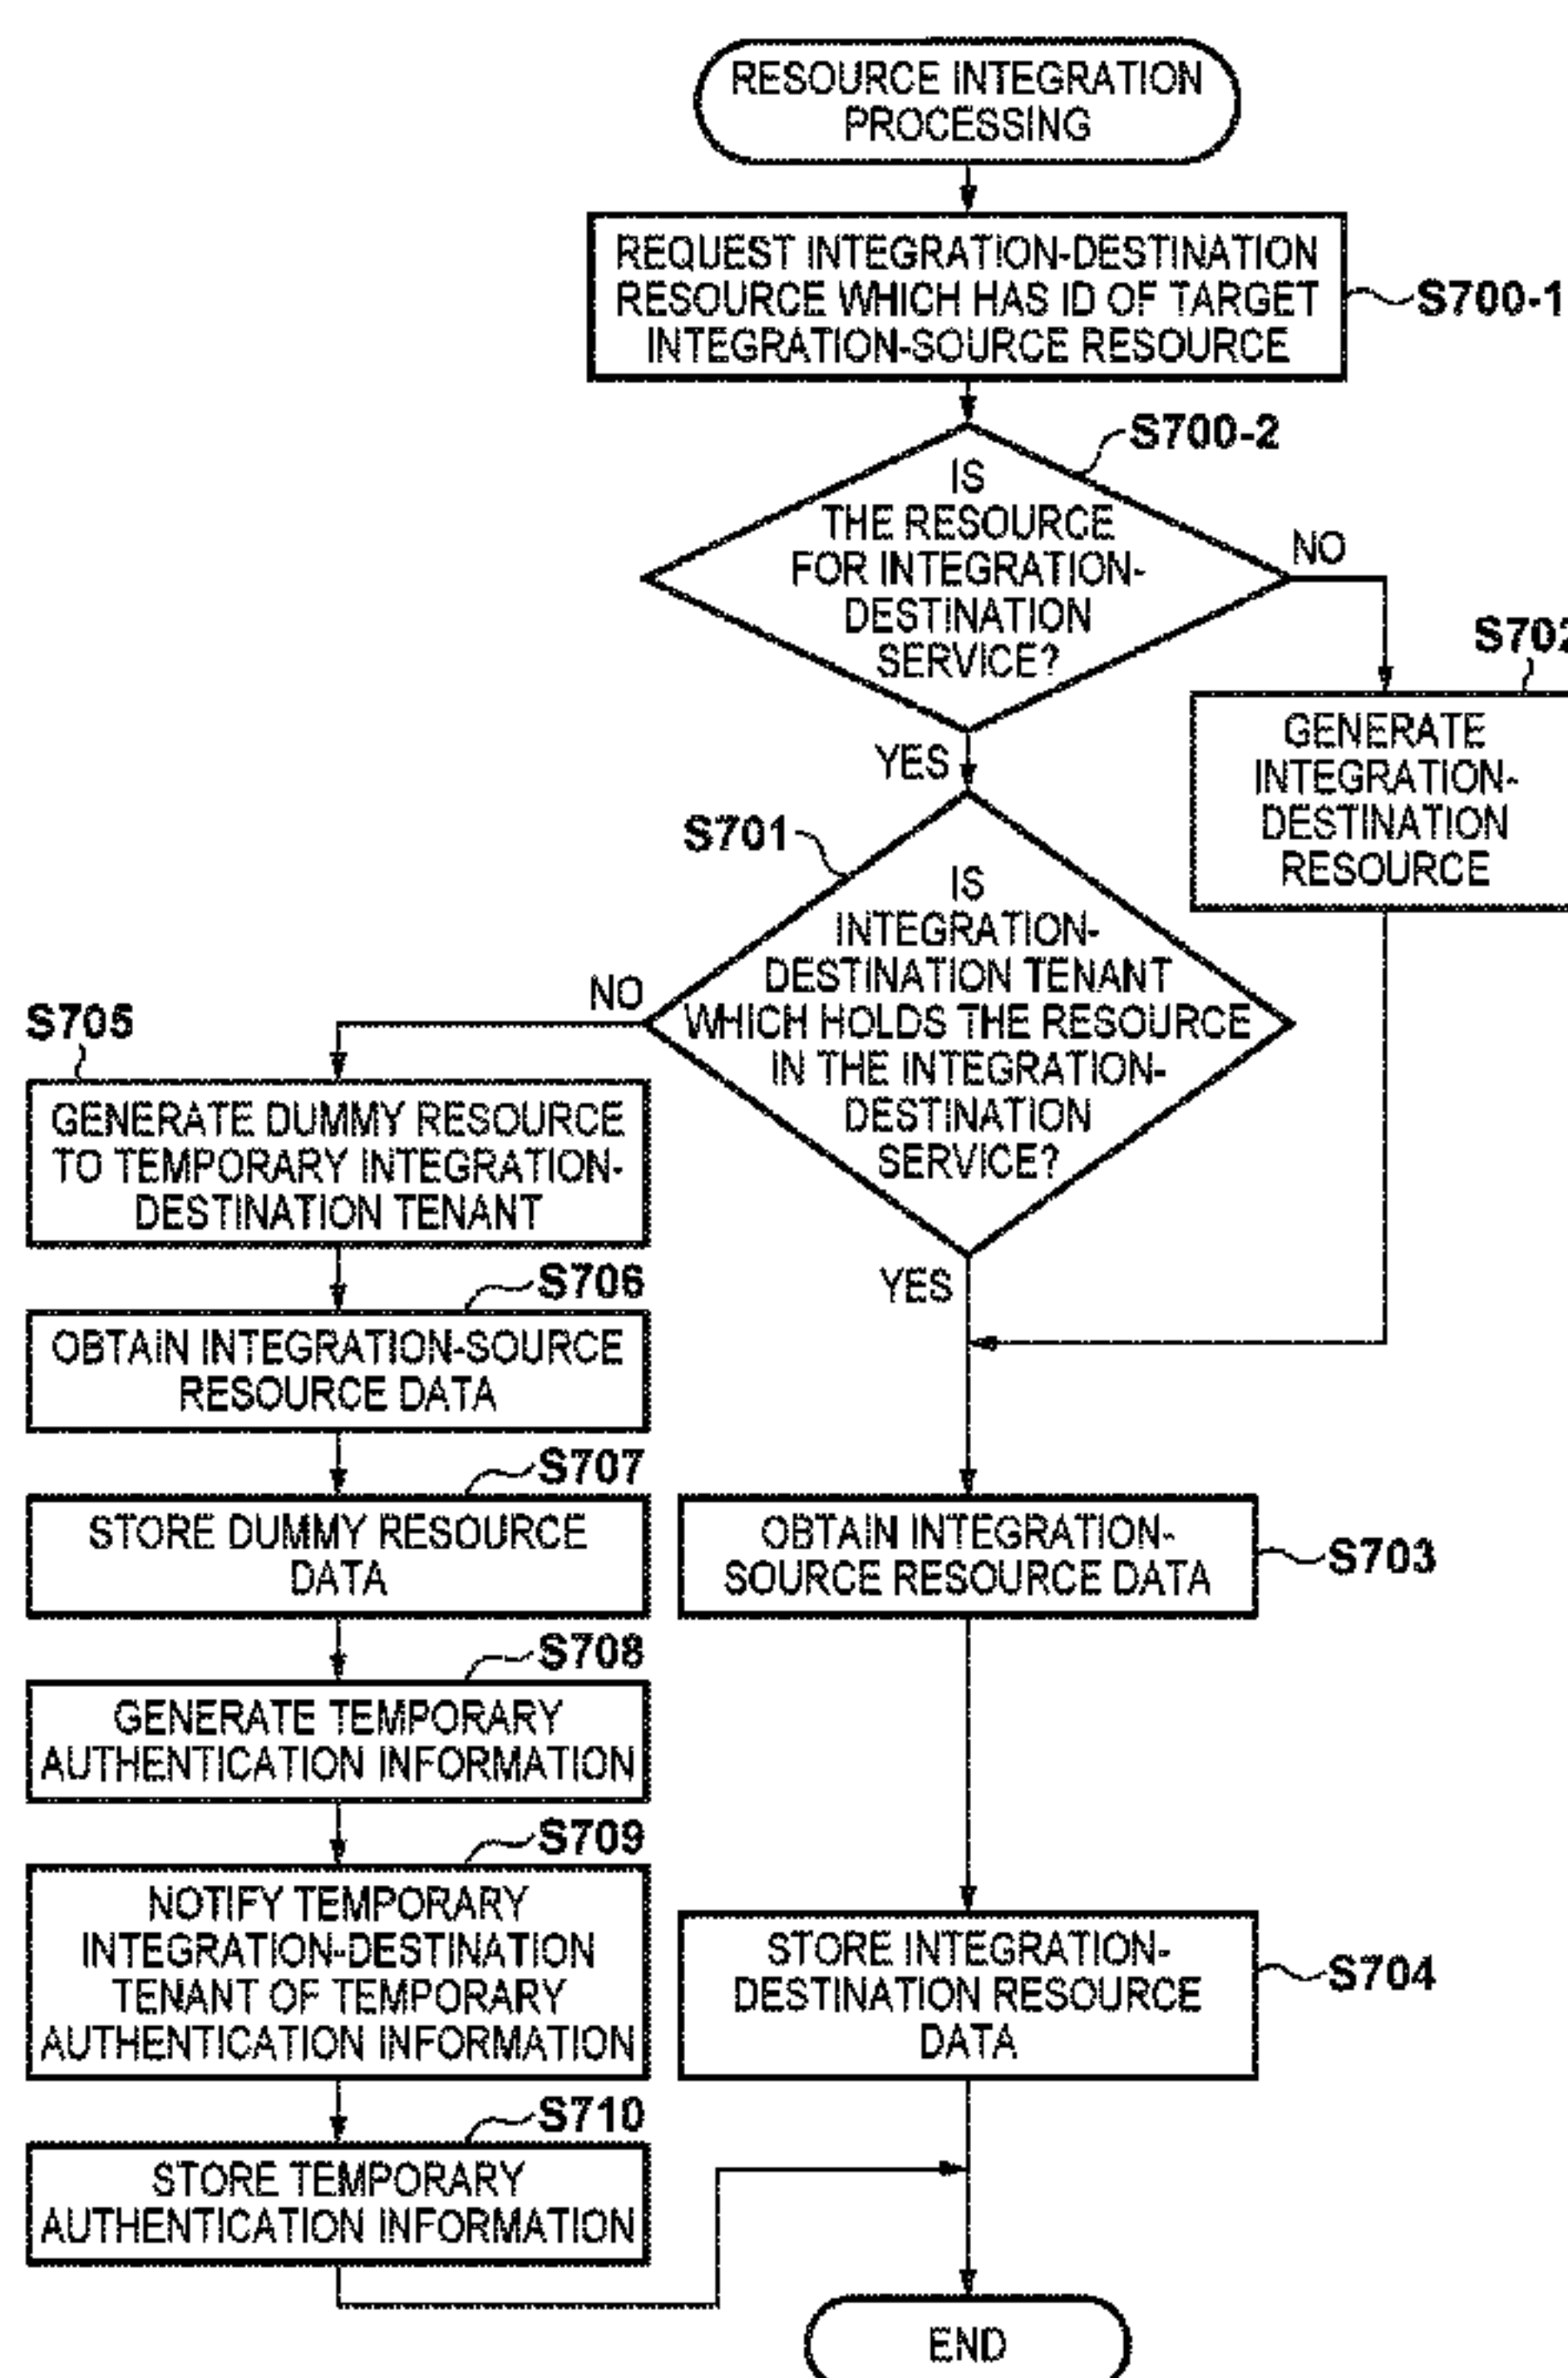 RESOURCE INTEGRATION
PROCESSING
REQUEST INTEGRATION-DESTINATION
RESOURCE WHICH HAS ID OF TARGET
INTEGRATION-SOURCE RESOURCE
S700-1
S700-2
IS
THE RESOURCE
FOR INTEGRATION-
DESTINATION
SERVICE?
NO
YES
S702
GENERATE
INTEGRATION-
DESTINATION
RESOURCE
S701
IS
INTEGRATION-
DESTINATION TENANT
WHICH HOLDS THE RESOURCE
IN THE INTEGRATION-
DESTINATION
SERVICE?
NO
YES
S705
GENERATE DUMMY RESOURCE
TO TEMPORARY INTEGRATION-
DESTINATION TENANT
S706
OBTAIN INTEGRATION-SOURCE
RESOURCE DATA
S707
STORE DUMMY RESOURCE
DATA
S708
GENERATE TEMPORARY
AUTHENTICATION INFORMATION
S709
NOTIFY TEMPORARY
INTEGRATION-DESTINATION
TENANT OF TEMPORARY
AUTHENTICATION INFORMATION
S710
STORE TEMPORARY
AUTHENTICATION INFORMATION
OBTAIN INTEGRATION-
SOURCE RESOURCE DATA
S703
STORE INTEGRATION-
DESTINATION RESOURCE
DATA
S704
END